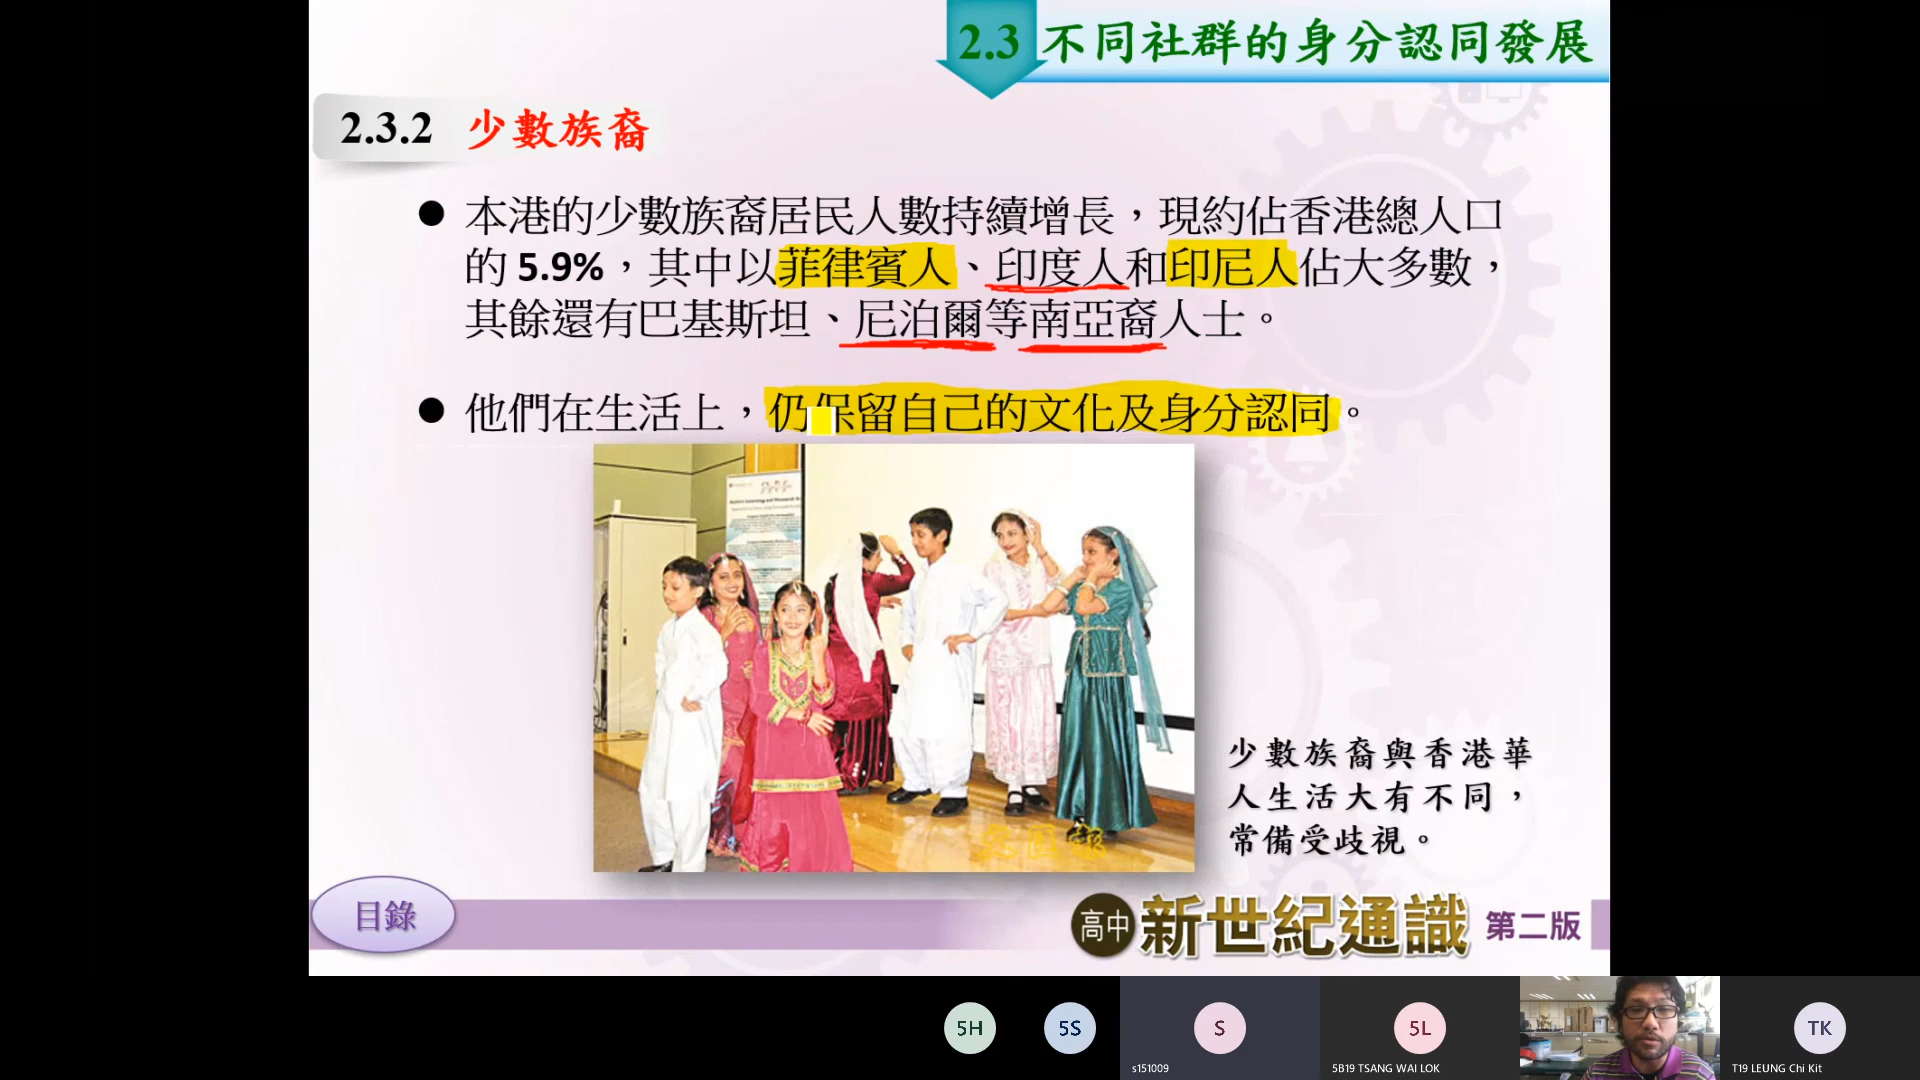 2.3 不同社群的身分認同發展
2.3.2 少數族裔
● 本港的少數族裔居民人數持續增長，現約佔香港總人口
的 5.9%，其中以菲律賓人、印度人和印尼人佔大多數，
其餘還有巴基斯坦、尼泊爾等南亞裔人士。
● 他們在生活上，仍保留自己的文化及身分認同。
少數族裔與香港華
人生活大有不同，
常備受歧視。
目錄
高中 新世紀通識 第二版
5H
5S
S
5L
TK
s151009
5B19 TSANG WAI LOK
T19 LEUNG Chi Kit